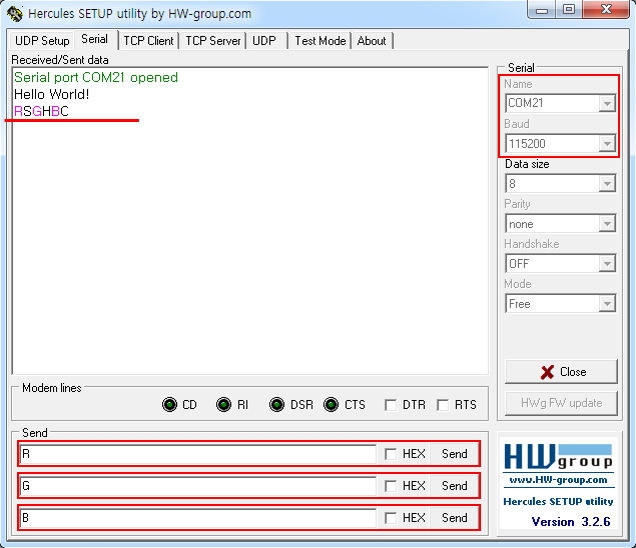 Hercules SETUP utility by HW-group.com
UDP Setup Serial TCP Client TCP Server UDP Test Mode About
Received/Sent data
Serial port COM21 opened
Hello World!
RSGHBC
Serial
Name
COM21
Baud
115200
Data size
8
Parity
none
Handshake
OFF
Mode
Free
Close
HWg FW update
Modem lines
CD RI DSR CTS DTR RTS
Send
R HEX Send
G HEX Send
B HEX Send
HW group
www.HW-group.com
Hercules SETUP utility
Version 3.2.6